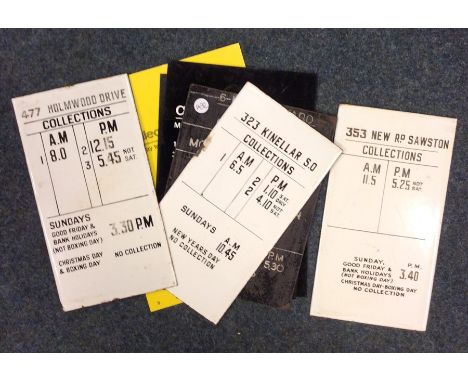 477 HOLMWOOD DRIVE
COLLECTIONS
A.M P.M
1 8.0 2 12.15
3 5.45 NOT SAT.
SUNDAYS
GOOD FRIDAY &
BANK HOLIDAYS
(NOT BOXING DAY)
3.30 P.M
CHRISTMAS DAY
& BOXING DAY
NO COLLECTION
323 KINELLAR S.O
COLLECTIONS
A.M P.M
1 6.5 2 1.10 SAT. ONLY
2 4.10 NOT SAT.
SUNDAYS
A.M
10.45
NEW YEARS DAY
NO COLLECTION
P.M
5.30
353 NEW RD SAWSTON
COLLECTIONS
A.M P.M
11.5 5.25 NOT SAT.
SUNDAY,
GOOD FRIDAY &
BANK HOLIDAYS
(NOT BOXING DAY)
P.M.
3.40
CHRISTMAS DAY-BOXING DAY
NO COLLECTION